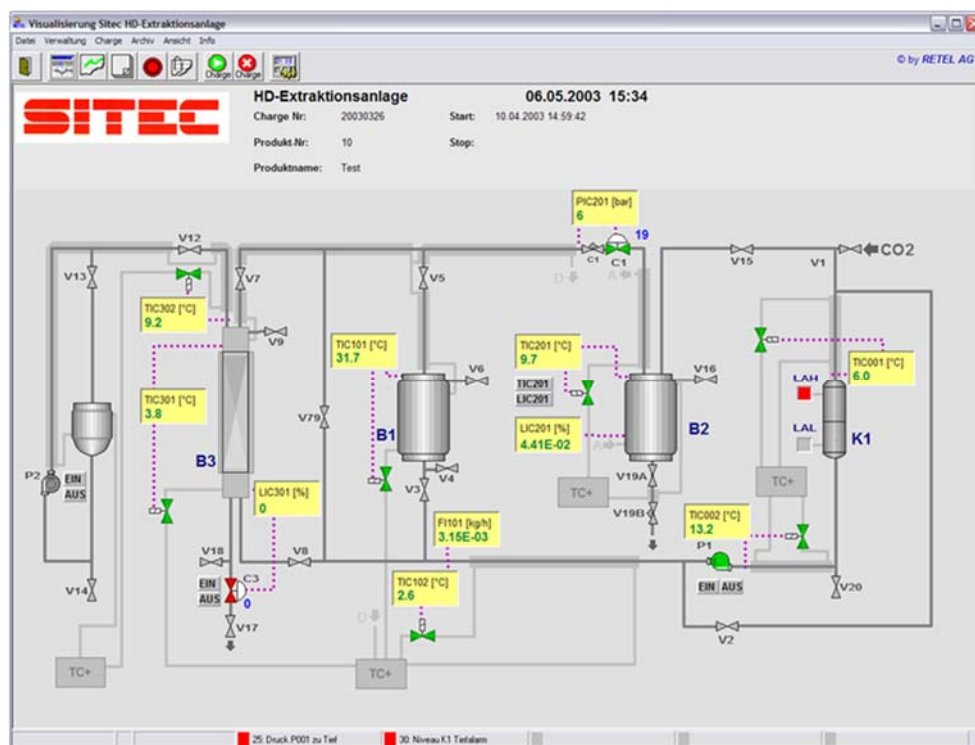 Visualisierung Sitec HD-Extraktionsanlage
Datei Verwaltung Charge Archiv Ansicht Info
Charge Charge
© by RETEL AG
SITEC
HD-Extraktionsanlage 06.05.2003 15:34
Charge Nr: 20030326 Start: 10.04.2003 14:59:42
Produkt-Nr: 10 Stop:
Produktname: Test
PIC201 [bar]
6
19
V12
C1
C1
V15
V1
CO2
V13
V7
V5
D
A
TIC302 [°C]
9.2
V9
TIC101 [°C]
31.7
V6
TIC201 [°C]
9.7
V16
TIC001 [°C]
6.0
TIC201
LIC201
LAH
TIC301 [°C]
3.8
V79
B1
LIC201 [%]
4.41E-02
A
B2
LAL
K1
B3
P2
EIN
AUS
LIC301 [%]
0
V3
V4
TC+
V19A
V19B
TC+
FI101 [kg/h]
3.15E-03
TIC002 [°C]
13.2
V18
V8
P1
V14
EIN
AUS
C3
0
TIC102 [°C]
2.6
EIN AUS
V20
V17
D
V2
TC+
TC+
25: Druck P001 zu Tief
30: Niveau K1 Tiefalarm